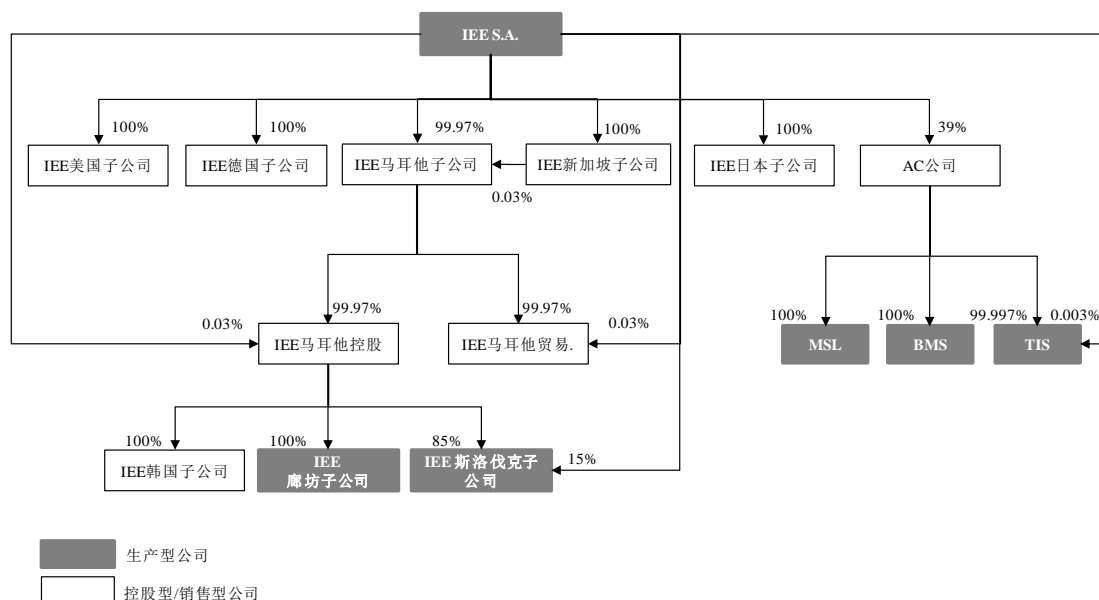 IEE S.A.
100%
100%
99.97%
100%
100%
39%
IEE美国子公司
IEE德国子公司
IEE马耳他子公司
IEE新加坡子公司
IEE日本子公司
AC公司
0.03%
99.97%
99.97%
0.03%
0.03%
100%
100%
99.997%
0.003%
IEE马耳他控股
IEE马耳他贸易.
MSL
BMS
TIS
100%
100%
85%
15%
IEE韩国子公司
IEE
廊坊子公司
IEE斯洛伐克子
公司
生产型公司
控股型/销售型公司